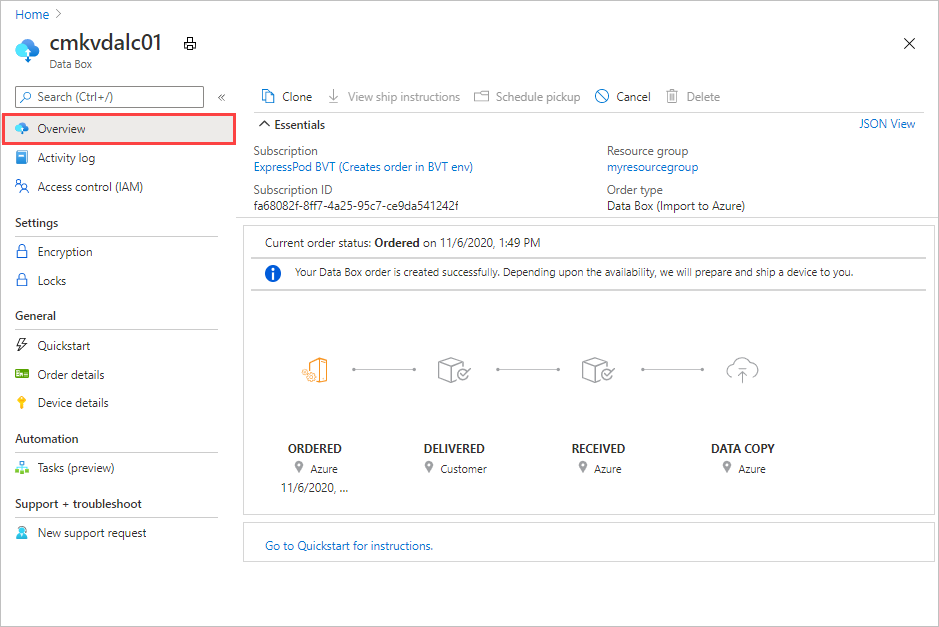 Home
cmkvdalc01
Data Box
Search (Ctrl+/)
«
Overview
Activity log
Access control (IAM)
Settings
Encryption
Locks
General
Quickstart
Order details
Device details
Automation
Tasks (preview)
Support + troubleshoot
New support request
Clone View ship instructions Schedule pickup Cancel Delete
Essentials JSON View
Subscription
ExpressPod BVT (Creates order in BVT env)
Subscription ID
fa68082f-8ff7-4a25-95c7-ce9da541242f
Resource group
myresourcegroup
Order type
Data Box (Import to Azure)
Current order status: Ordered on 11/6/2020, 1:49 PM
Your Data Box order is created successfully. Depending upon the availability, we will prepare and ship a device to you.
ORDERED
Azure
11/6/2020, ...
DELIVERED
Customer
RECEIVED
Azure
DATA COPY
Azure
Go to Quickstart for instructions.